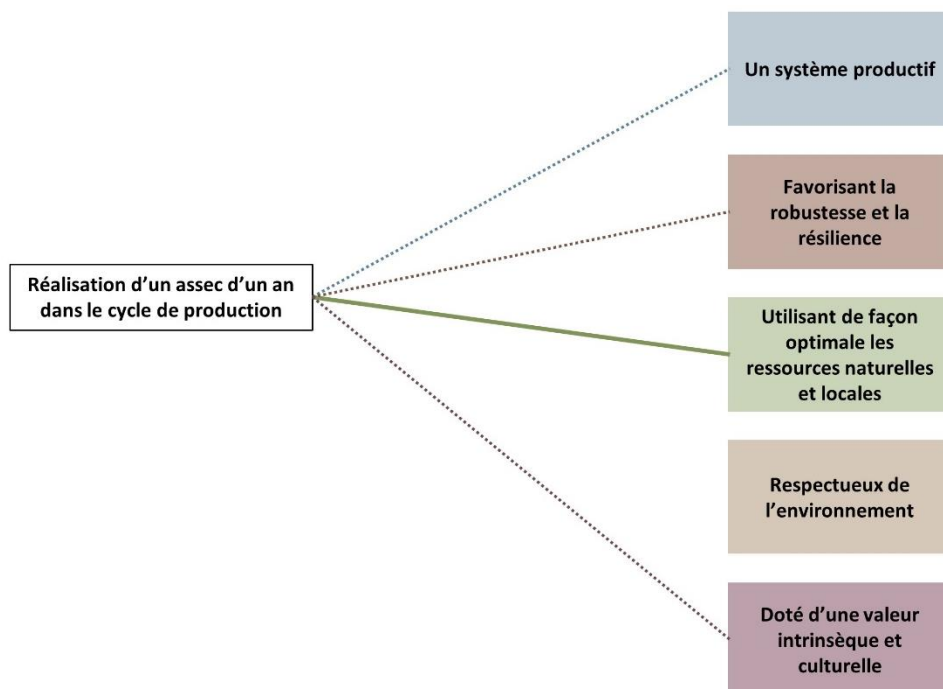 Réalisation d’un assec d’un an
dans le cycle de production
Un système productif
Favorisant la
robustesse et la
résilience
Utilisant de façon
optimale les
ressources naturelles
et locales
Respectueux de
l’environnement
Doté d’une valeur
intrinsèque et
culturelle